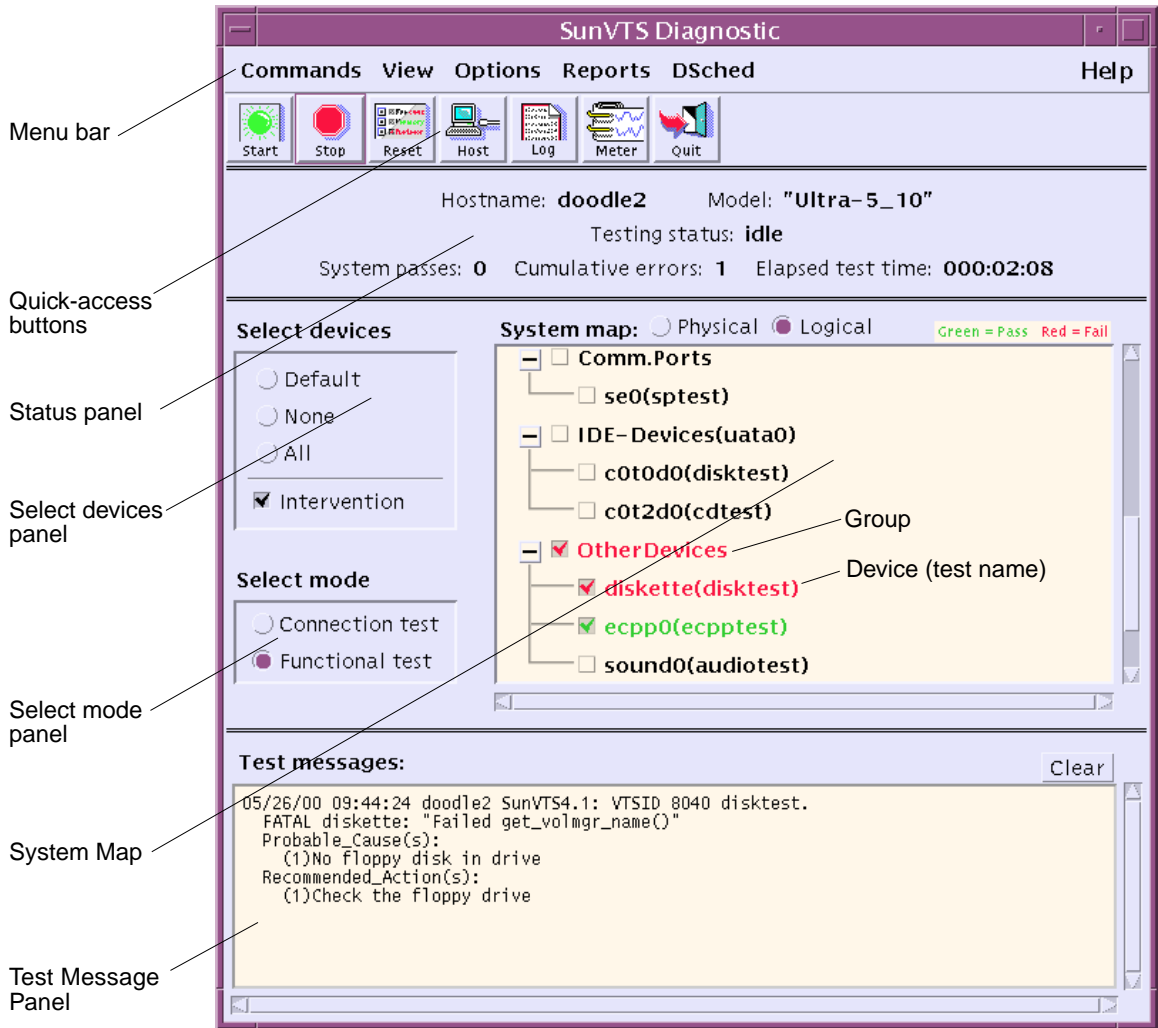 SunVTS Diagnostic
Commands View Options Reports DSched Help
Menu bar
Start Stop Reset Host Log Meter Quit
Hostname: doodle2 Model: "Ultra-5_10"
Testing status: idle
System passes: 0 Cumulative errors: 1 Elapsed test time: 000:02:08
Quick-access
buttons
Select devices
System map: Physical Logical
Green = Pass Red = Fail
Default
None
All
Intervention
Status panel
Select devices
panel
Comm.Ports
se0(sptest)
IDE-Devices(uata0)
c0t0d0(disktest)
c0t2d0(cdtest)
OtherDevices
diskette(disktest)
ecpp0(ecpptest)
sound0(audiotest)
Group
Device (test name)
Select mode
Connection test
Functional test
Select mode
panel
Test messages:
Clear
05/26/00 09:44:24 doodle2 SunVTS4.1: VTSID 8040 disktest.
FATAL diskette: "Failed get_volmgr_name()"
Probable_Cause(s):
(1)No floppy disk in drive
Recommended_Action(s):
(1)Check the floppy drive
System Map
Test Message
Panel